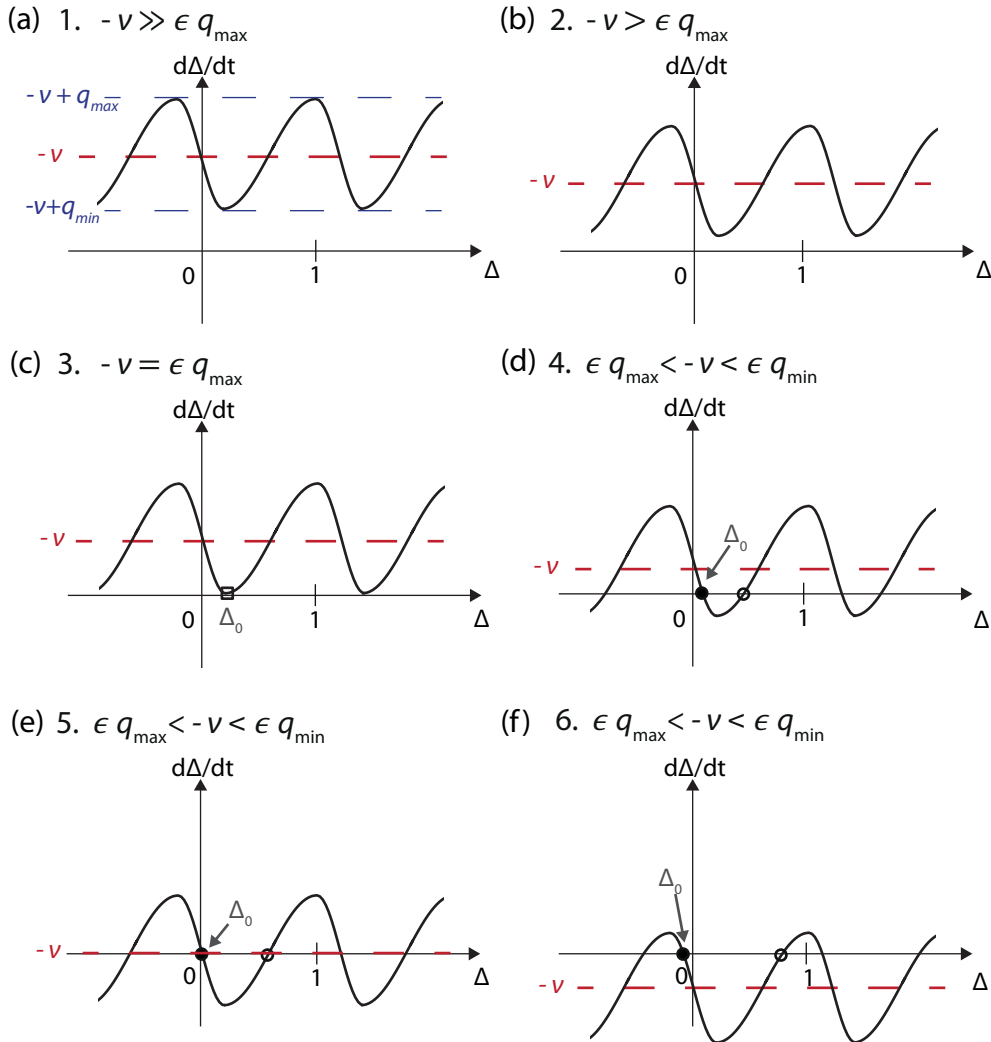 (a) 1. - ν ≫ ϵ q_max
dΔ/dt
- ν + q_max
- ν
-ν+q_min
0
1
Δ
(b) 2. - ν > ϵ q_max
dΔ/dt
- ν
0
1
Δ
(c) 3. - ν = ϵ q_max
dΔ/dt
- ν
0
Δ_0
1
Δ
(d) 4. ϵ q_max < - ν < ϵ q_min
dΔ/dt
Δ_0
- ν
0
1
Δ
(e) 5. ϵ q_max < - ν < ϵ q_min
dΔ/dt
Δ_0
- ν
0
1
Δ
(f) 6. ϵ q_max < - ν < ϵ q_min
dΔ/dt
Δ_0
0
1
Δ
- ν